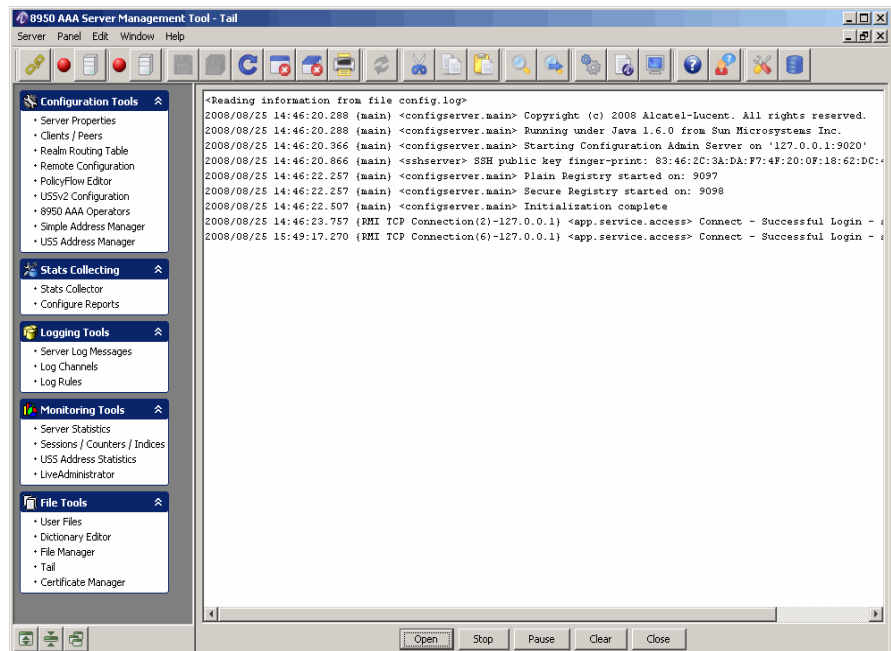 8950 AAA Server Management Tool - Tail
Server Panel Edit Window Help
Configuration Tools
• Server Properties
• Clients / Peers
• Realm Routing Table
• Remote Configuration
• PolicyFlow Editor
• USSv2 Configuration
• 8950 AAA Operators
• Simple Address Manager
• USS Address Manager
Stats Collecting
• Stats Collector
• Configure Reports
Logging Tools
• Server Log Messages
• Log Channels
• Log Rules
Monitoring Tools
• Server Statistics
• Sessions / Counters / Indices
• USS Address Statistics
• LiveAdministrator
File Tools
• User Files
• Dictionary Editor
• File Manager
• Tail
• Certificate Manager
<Reading information from file config.log>
2008/08/25 14:46:20.288 {main} <configserver.main> Copyright (c) 2008 Alcatel-Lucent. All rights reserved.
2008/08/25 14:46:20.288 {main} <configserver.main> Running under Java 1.6.0 from Sun Microsystems Inc.
2008/08/25 14:46:20.366 {main} <configserver.main> Starting Configuration Admin Server on '127.0.0.1:9020'
2008/08/25 14:46:20.866 {main} <sshserver> SSH public key finger-print: 83:46:2C:3A:DA:F7:4F:20:0F:18:62:DC:
2008/08/25 14:46:22.257 {main} <configserver.main> Plain Registry started on: 9097
2008/08/25 14:46:22.257 {main} <configserver.main> Secure Registry started on: 9098
2008/08/25 14:46:22.507 {main} <configserver.main> Initialization complete
2008/08/25 14:46:23.757 {RMI TCP Connection(2)-127.0.0.1} <app.service.access> Connect - Successful Login -
2008/08/25 15:49:17.270 {RMI TCP Connection(6)-127.0.0.1} <app.service.access> Connect - Successful Login -
Open Stop Pause Clear Close